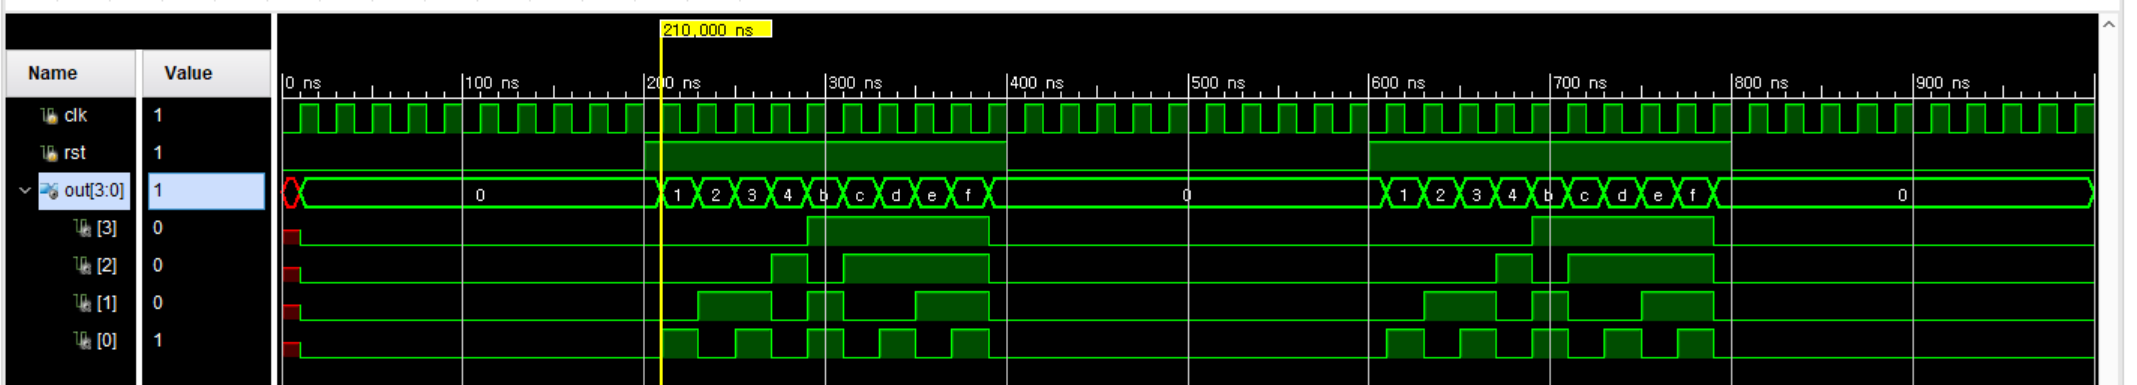 210,000 ns
Name Value
0 ns 100 ns 200 ns 300 ns 400 ns 500 ns 600 ns 700 ns 800 ns 900 ns
clk 1
rst 1
out[3:0] 1 0 1 2 3 4 b c d e f 0 1 2 3 4 b c d e f 0
[3] 0
[2] 0
[1] 0
[0] 1